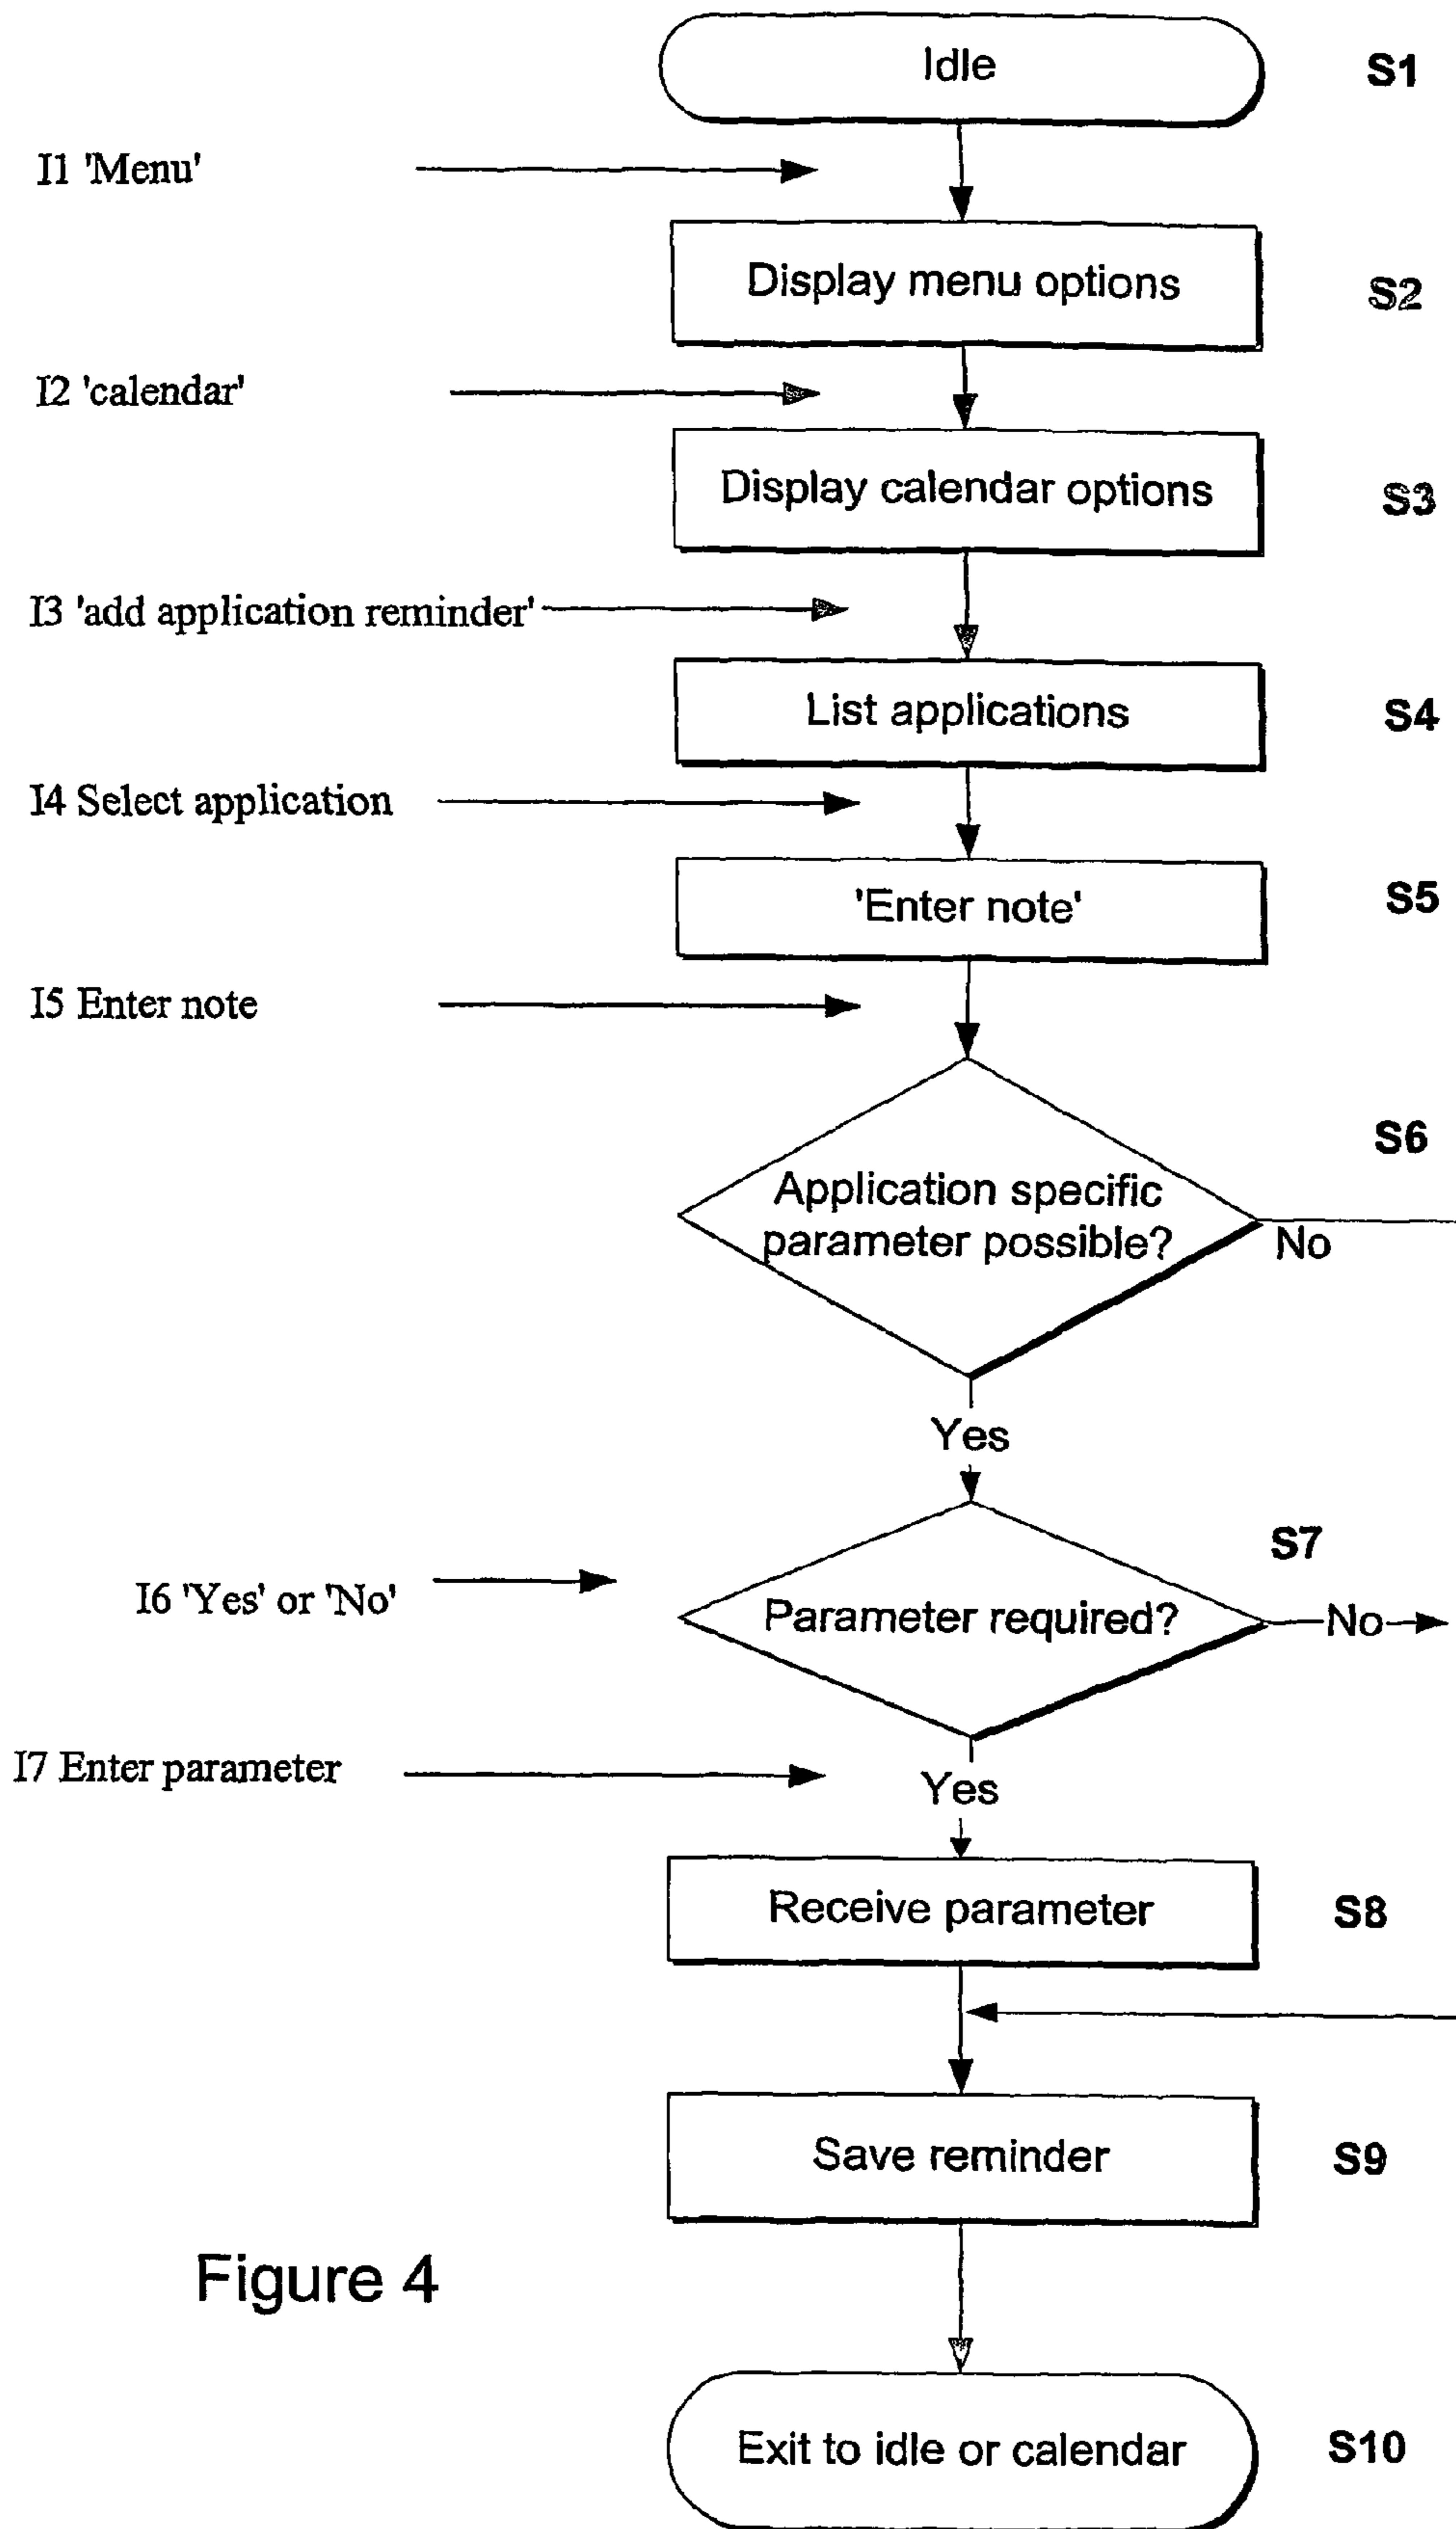 Idle
S1
I1 'Menu'
Display menu options
S2
I2 'calendar'
Display calendar options
S3
I3 'add application reminder'
List applications
S4
I4 Select application
'Enter note'
S5
I5 Enter note
S6
Application specific
parameter possible?
No
Yes
S7
I6 'Yes' or 'No'
Parameter required?
No
I7 Enter parameter
Yes
Receive parameter
S8
Save reminder
S9
Figure 4
Exit to idle or calendar
S10